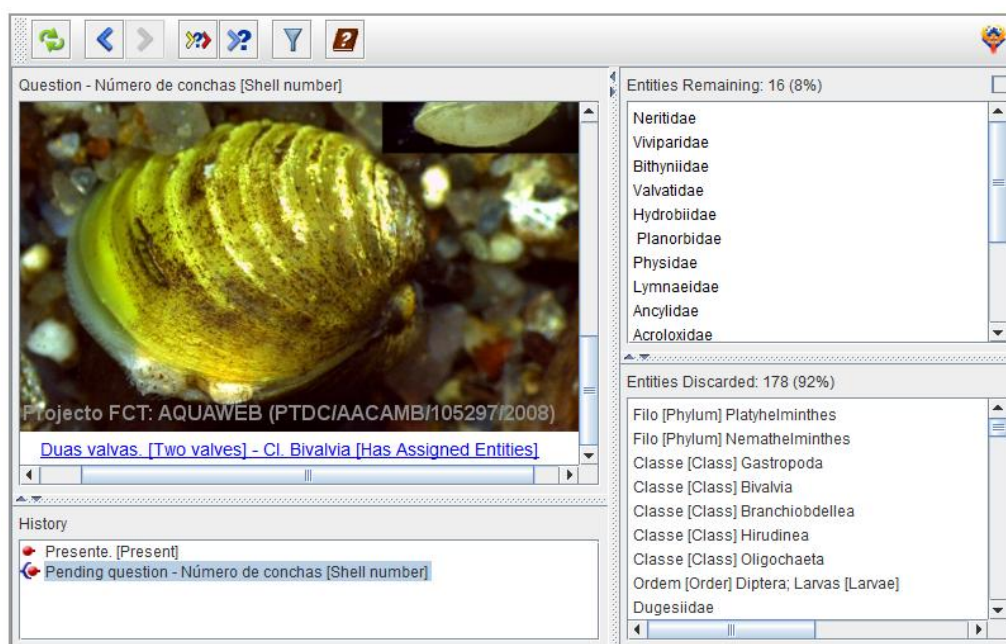 Question - Número de conchas [Shell number]
Projecto FCT: AQUAWEB (PTDC/AACAMB/105297/2008)
Duas valvas. [Two valves] - Cl. Bivalvia [Has Assigned Entities]
History
Presente. [Present]
Pending question - Número de conchas [Shell number]
Entities Remaining: 16 (8%)
Neritidae
Viviparidae
Bithyniidae
Valvatidae
Hydrobiidae
Planorbidae
Physidae
Lymnaeidae
Ancylidae
Acroloxidae
Entities Discarded: 178 (92%)
Filo [Phylum] Platyhelminthes
Filo [Phylum] Nemathelminthes
Classe [Class] Gastropoda
Classe [Class] Bivalvia
Classe [Class] Branchiobdellea
Classe [Class] Hirudinea
Classe [Class] Oligochaeta
Ordem [Order] Diptera; Larvas [Larvae]
Dugesiidae